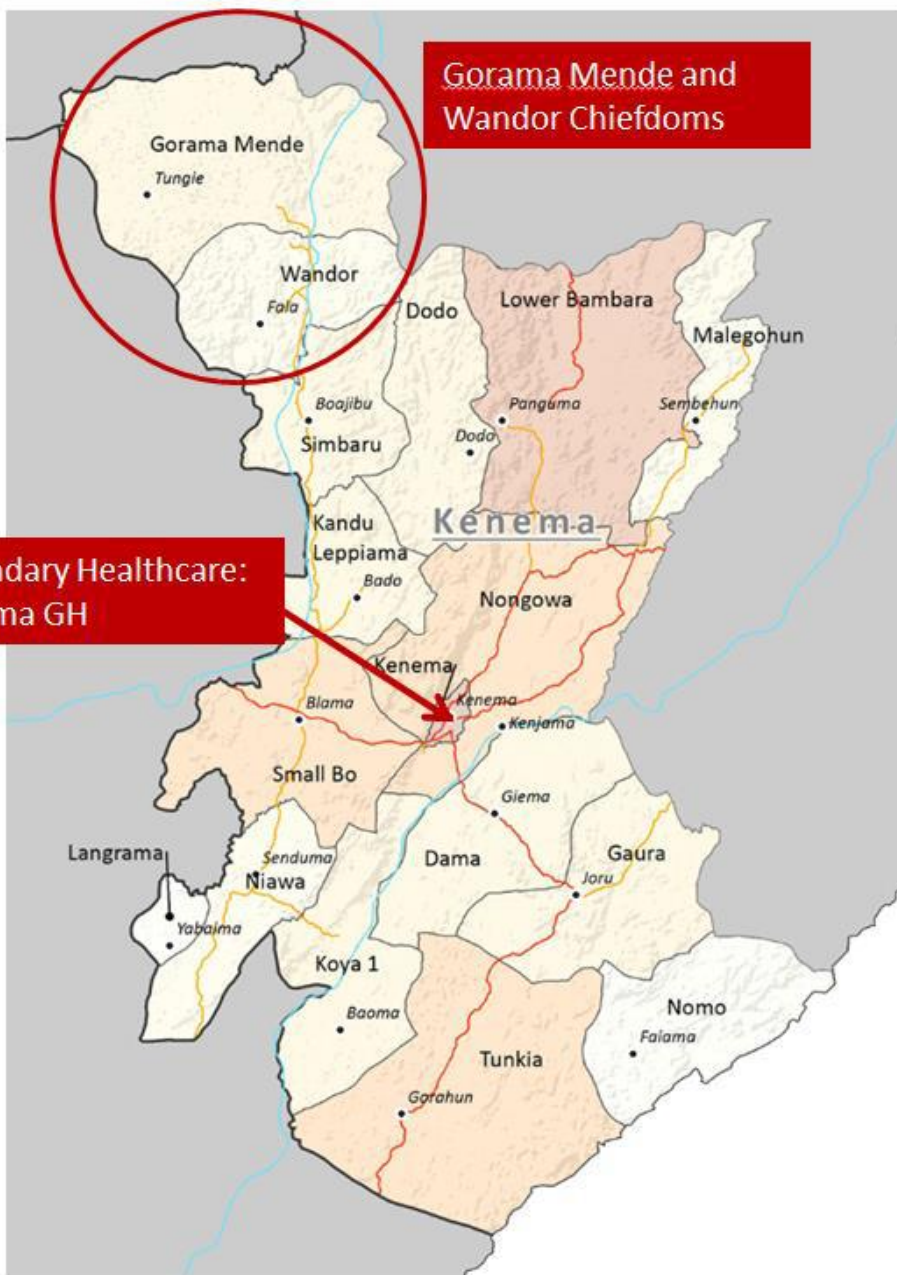 Gorama Mende and
Wandor Chiefdoms
Gorama Mende
Tungie
Wandor
Fala
Dodo
Lower Bambara
Malegohun
Boajibu
Panguma
Sembehun
Simbaru
Dodo
Kenema
Kandu
Leppiama
Bado
Nongowa
ndary Healthcare:
ma GH
Kenema
Kenema
Blama
Kenjama
Small Bo
Giema
Langrama
Senduma
Dama
Gaura
Niawa
Joru
Yabaima
Koya 1
Nomo
Baoma
Faiama
Tunkia
Gorahun